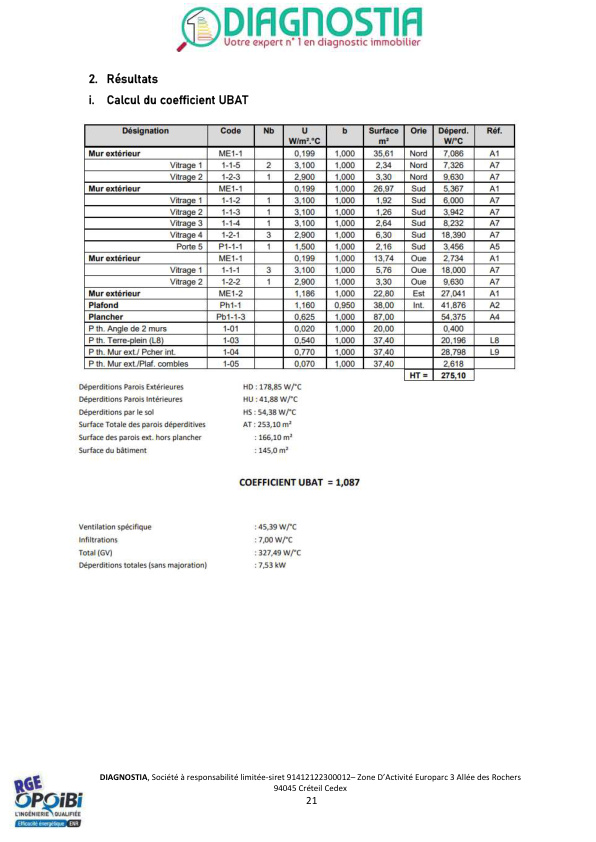 DIAGNOSTIA
Votre expert n°1 en diagnostic immobilier
2. Résultats
i. Calcul du coefficient UBAT
Désignation Code Nb U W/m².°C b Surface m² Orie Déperd. W/°C Réf.
Mur extérieur ME1-1 0,199 1,000 35,61 Nord 7,086 A1
Vitrage 1 1-1-5 2 3,100 1,000 2,34 Nord 7,326 A7
Vitrage 2 1-2-3 1 2,900 1,000 3,30 Nord 9,630 A7
Mur extérieur ME1-1 0,199 1,000 26,97 Sud 5,367 A1
Vitrage 1 1-1-2 1 3,100 1,000 1,92 Sud 6,000 A7
Vitrage 2 1-1-3 1 3,100 1,000 1,26 Sud 3,942 A7
Vitrage 3 1-1-4 1 3,100 1,000 2,64 Sud 8,232 A7
Vitrage 4 1-2-1 3 2,900 1,000 6,30 Sud 18,390 A7
Porte 5 P1-1-1 1 1,500 1,000 2,16 Sud 3,456 A5
Mur extérieur ME1-1 0,199 1,000 13,74 Oue 2,734 A1
Vitrage 1 1-1-1 3 3,100 1,000 5,76 Oue 18,000 A7
Vitrage 2 1-2-2 1 2,900 1,000 3,30 Oue 9,630 A7
Mur extérieur ME1-2 1,186 1,000 22,80 Est 27,041 A1
Plafond Ph1-1 1,160 0,950 38,00 Int. 41,876 A2
Plancher Pb1-1-3 0,625 1,000 87,00 54,375 A4
P th. Angle de 2 murs 1-01 0,020 1,000 20,00 0,400
P th. Terre-plein (L8) 1-03 0,540 1,000 37,40 20,196 L8
P th. Mur ext./ Pcher int. 1-04 0,770 1,000 37,40 28,798 L9
P th. Mur ext./Plaf. combles 1-05 0,070 1,000 37,40 2,618
HT = 275,10
Déperditions Parois Extérieures HD : 178,85 W/°C
Déperditions Parois Intérieures HU : 41,88 W/°C
Déperditions par le sol HS : 54,38 W/°C
Surface Totale des parois déperditives AT : 253,10 m²
Surface des parois ext. hors plancher : 166,10 m²
Surface du bâtiment : 145,0 m²
COEFFICIENT UBAT = 1,087
Ventilation spécifique : 45,39 W/°C
Infiltrations : 7,00 W/°C
Total (GV) : 327,49 W/°C
Déperditions totales (sans majoration) : 7,53 kW
DIAGNOSTIA, Société à responsabilité limitée-siret 91412122300012– Zone D'Activité Europarc 3 Allée des Rochers
94045 Créteil Cedex
21
RGE
OPQIBI
L'INGÉNIERIE QUALIFIÉE
Efficacité énergétique ENR